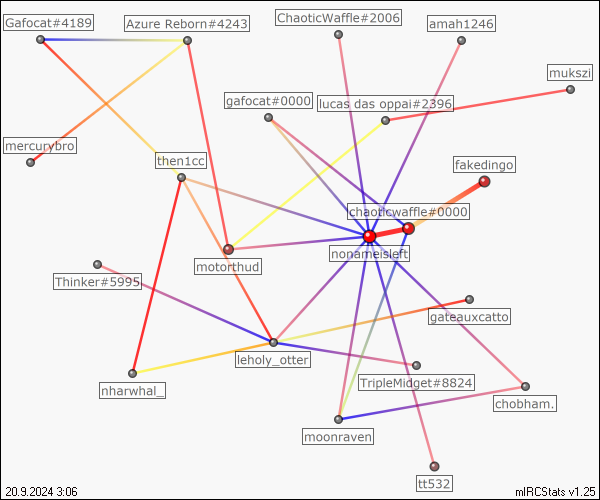 ChaoticWaffle#2006
Gafocat#4189
Azure Reborn#4243
amah1246
mukszi
gafocat#0000
lucas das oppai#2396
mercurybro
then1cc
fakedingo
chaoticwaffle#0000
nonameisleft
motorthud
Thinker#5995
gateauxcatto
leholy_otter
TripleMidget#8824
nharwhal_
chobham.
moonraven
tt532
20.9.2024 3:06
mIRCStats v1.25